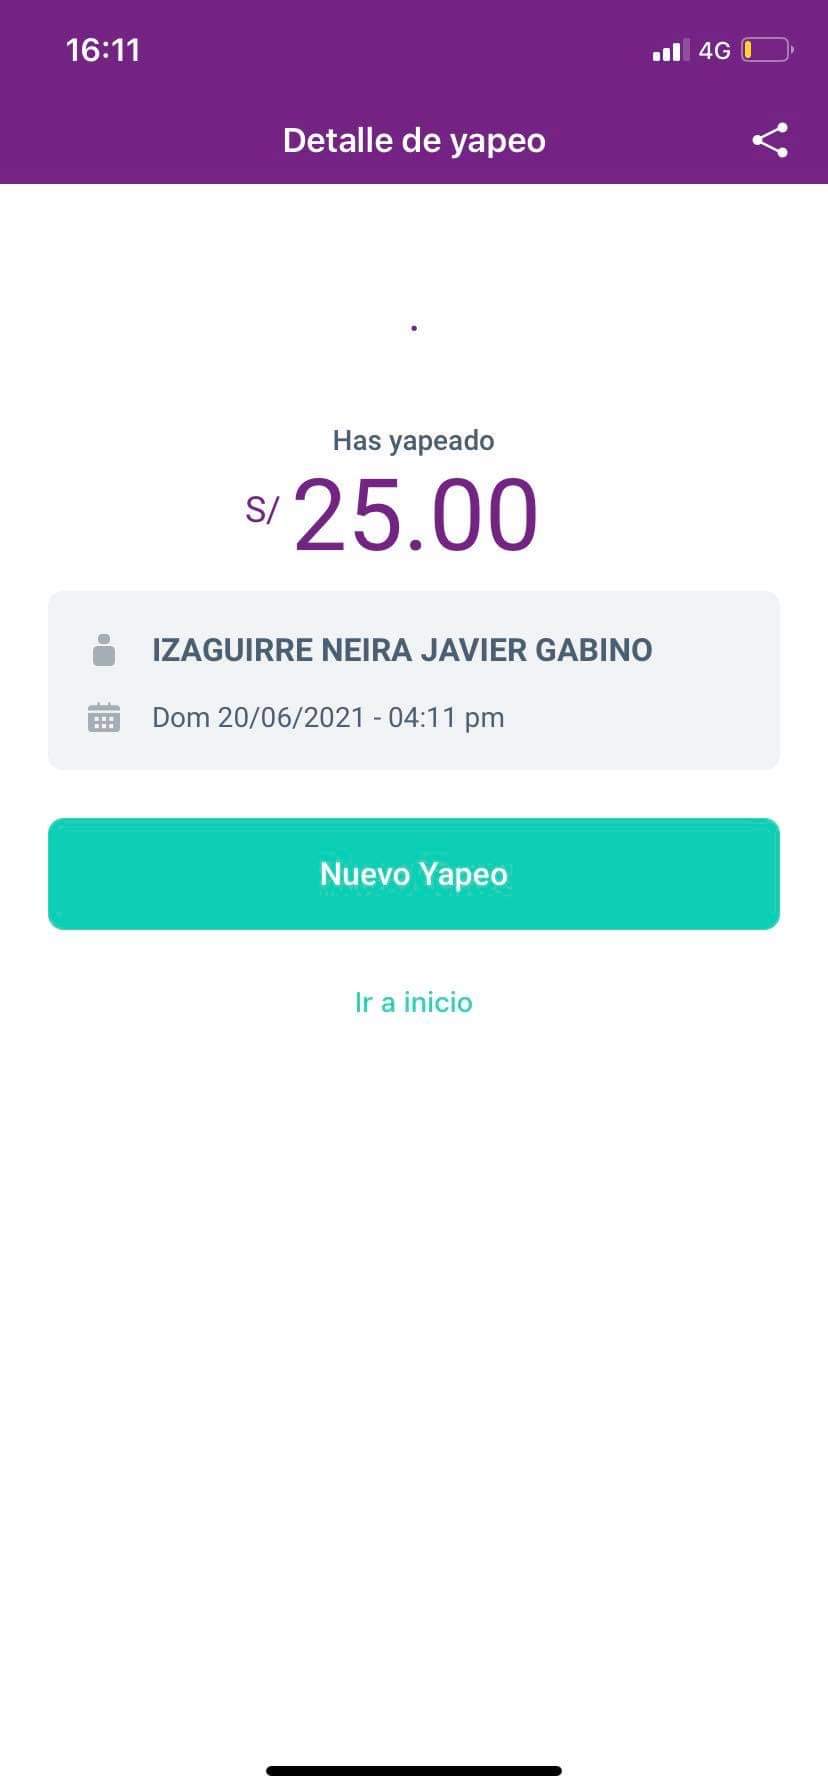 16:11
4G
Detalle de yapeo
Has yapeado
S/ 25.00
IZAGUIRRE NEIRA JAVIER GABINO
Dom 20/06/2021 - 04:11 pm
Nuevo Yapeo
Ir a inicio